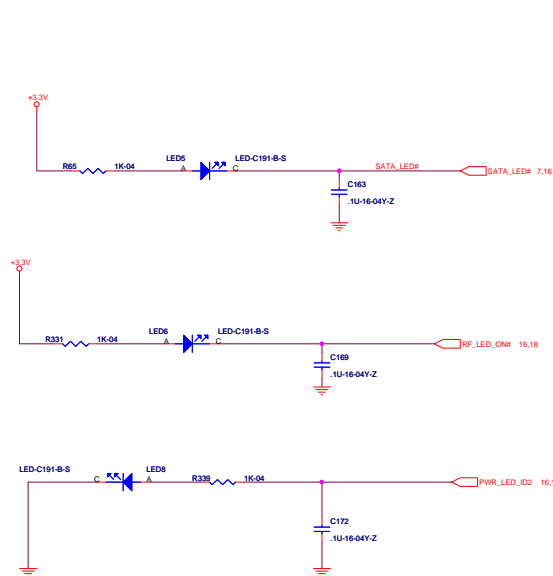 +3.3V
R65 1K-04 LED5 A C LED-C191-B-S SATA_LED# SATA_LED# 7,16
C163
.1U-16-04Y-Z
+3.3V
R331 1K-04 LED6 A C LED-C191-B-S RF_LED_ON# 16,18
C169
.1U-16-04Y-Z
LED-C191-B-S C A LED8 R339 1K-04 PWR_LED_ID2 16,
C172
.1U-16-04Y-Z